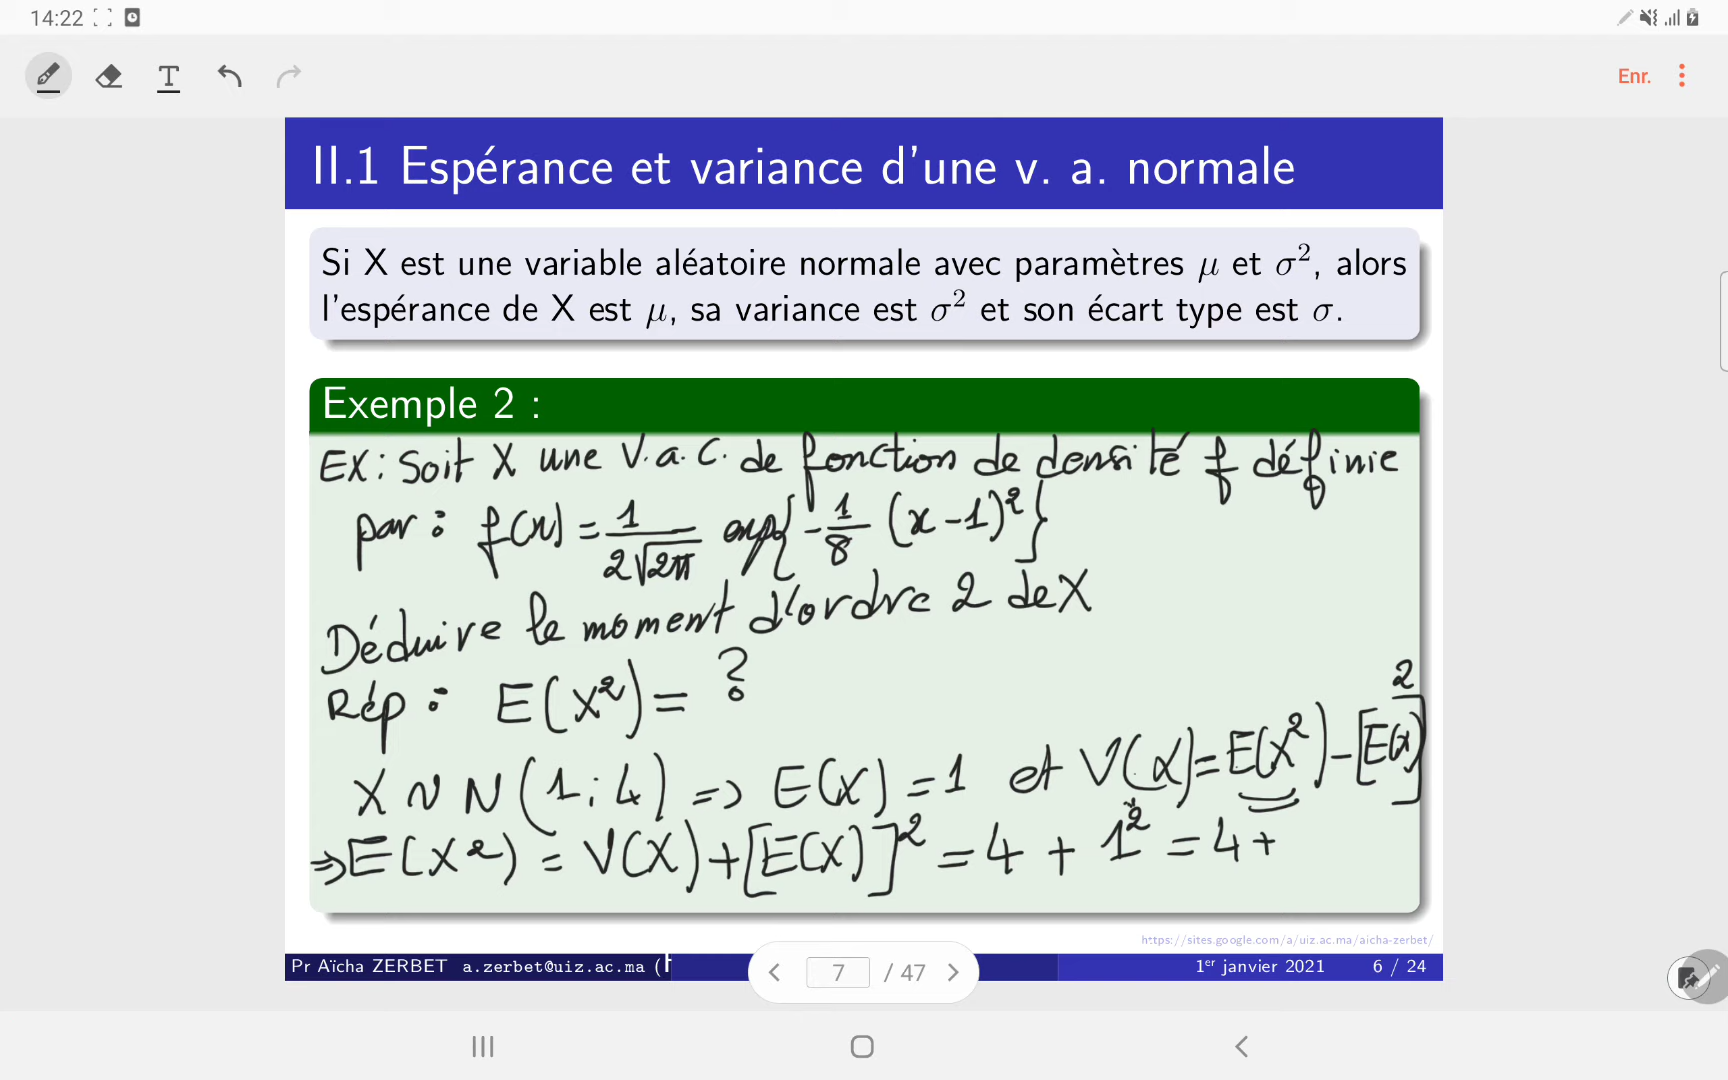 14:22
Enr.
II.1 Espérance et variance d'une v. a. normale
Si X est une variable aléatoire normale avec paramètres μ et σ², alors
l'espérance de X est μ, sa variance est σ² et son écart type est σ.
Exemple 2 :
EX: Soit X une V.a.C. de fonction de densité f définie
par : f(x) = 1/(2√2π) exp{-1/8 (x-1)²}
Déduire le moment d'ordre 2 de X
Rép : E(X²) = ?
X ~ N(1;4) => E(X) = 1 et V(X) = E(X²) - [E(X)]²
=> E(X²) = V(X) + [E(X)]² = 4 + 1² = 4 +
https://sites.google.com/a/uiz.ac.ma/aicha-zerbet/
Pr Aïcha ZERBET a.zerbet@uiz.ac.ma ( 1er janvier 2021 6 / 24
7 / 47